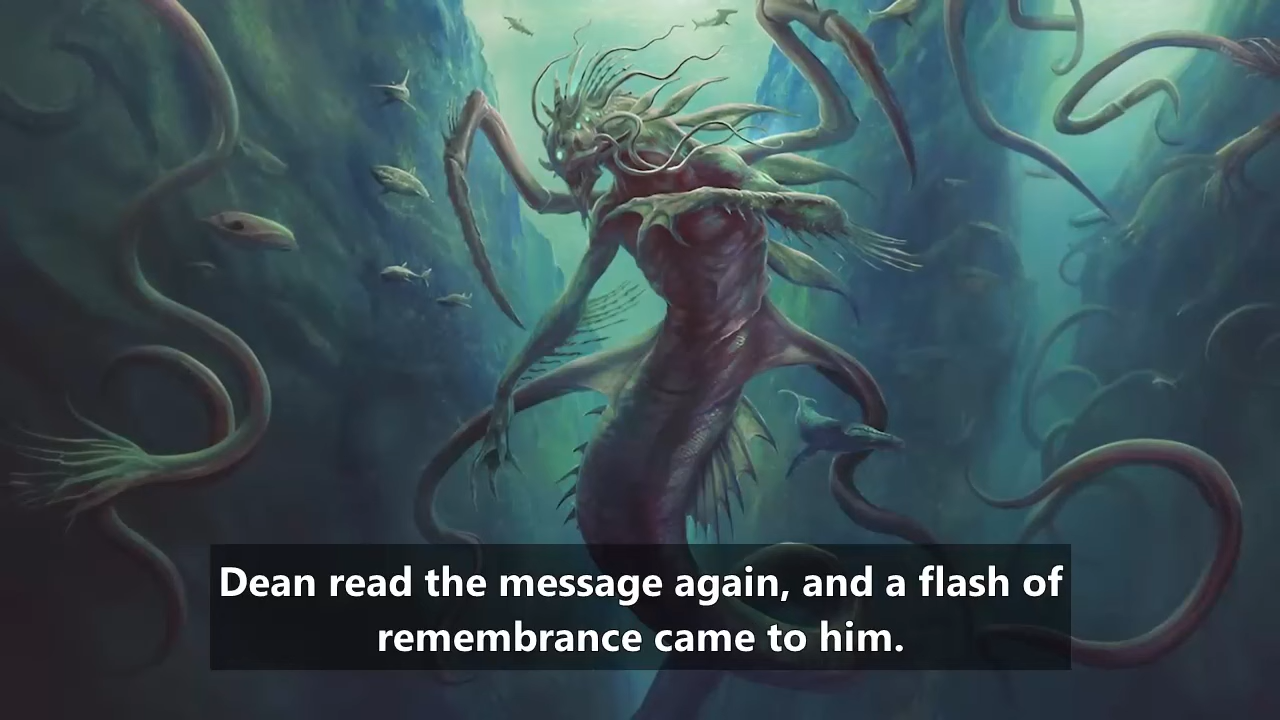 Dean read the message again, and a flash of
remembrance came to him.